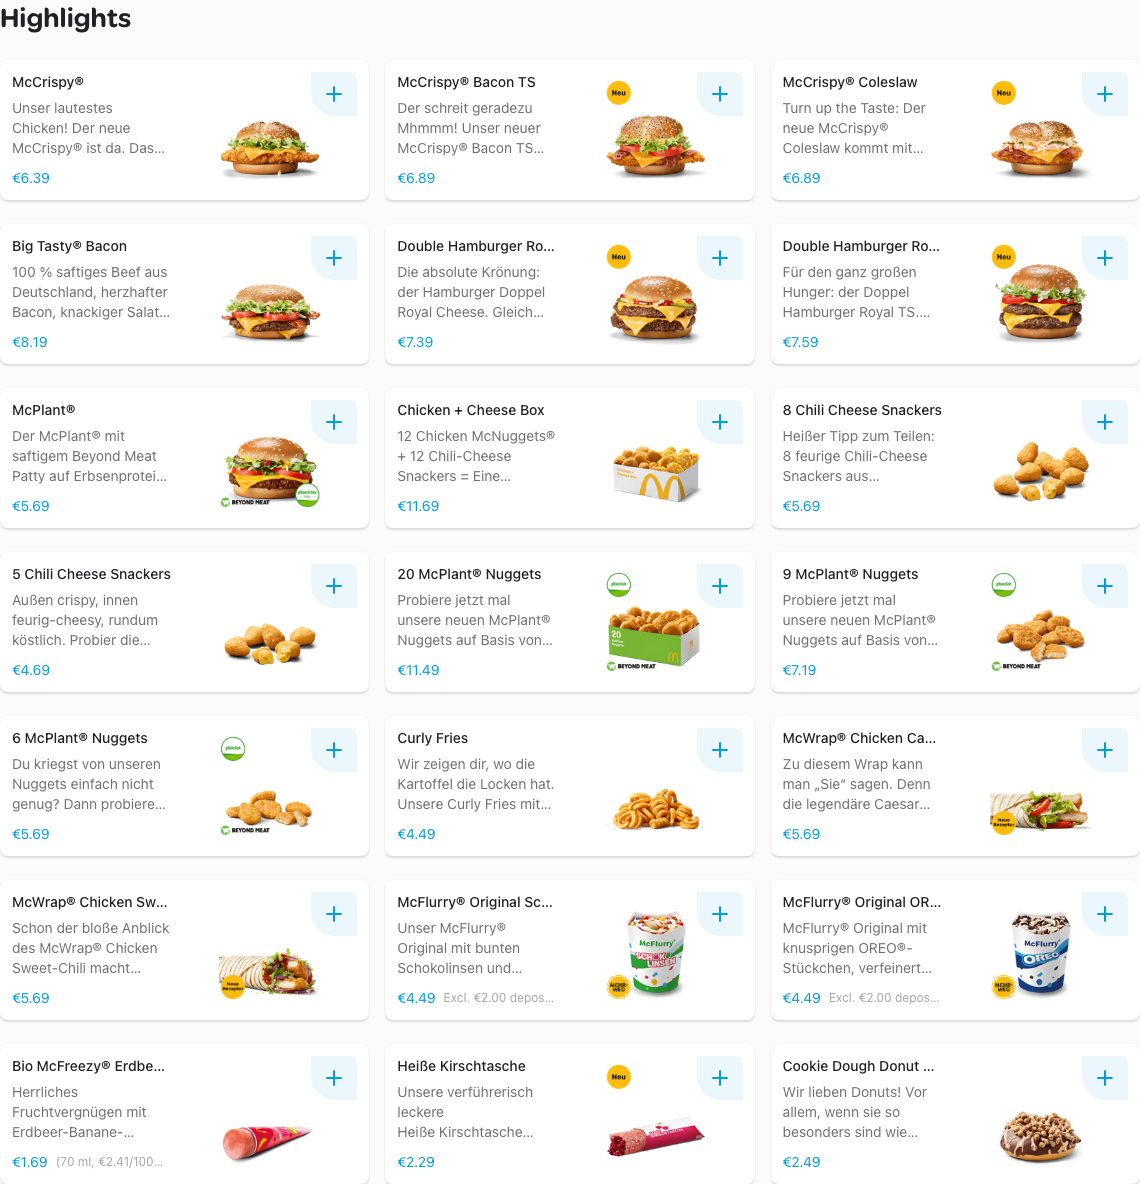 Highlights
McCrispy®
Unser lautestes
Chicken! Der neue
McCrispy® ist da. Das...
€6.39
McCrispy® Bacon TS
Der schreit geradezu
Mhmmm! Unser neuer
McCrispy® Bacon TS...
€6.89
Neu
McCrispy® Coleslaw
Turn up the Taste: Der
neue McCrispy®
Coleslaw kommt mit...
€6.89
Neu
Big Tasty® Bacon
100 % saftiges Beef aus
Deutschland, herzhafter
Bacon, knackiger Salat...
€8.19
Double Hamburger Ro...
Die absolute Krönung:
der Hamburger Doppel
Royal Cheese. Gleich...
€7.39
Neu
Double Hamburger Ro...
Für den ganz großen
Hunger: der Doppel
Hamburger Royal TS....
€7.59
Neu
McPlant®
Der McPlant® mit
saftigem Beyond Meat
Patty auf Erbsenprotei...
€5.69
BEYOND MEAT
Chicken + Cheese Box
12 Chicken McNuggets®
+ 12 Chili-Cheese
Snackers = Eine...
€11.69
8 Chili Cheese Snackers
Heißer Tipp zum Teilen:
8 feurige Chili-Cheese
Snackers aus...
€5.69
5 Chili Cheese Snackers
Außen crispy, innen
feurig-cheesy, rundum
köstlich. Probier die...
€4.69
20 McPlant® Nuggets
Probiere jetzt mal
unsere neuen McPlant®
Nuggets auf Basis von...
€11.49
20
BEYOND MEAT
9 McPlant® Nuggets
Probiere jetzt mal
unsere neuen McPlant®
Nuggets auf Basis von...
€7.19
BEYOND MEAT
6 McPlant® Nuggets
Du kriegst von unseren
Nuggets einfach nicht
genug? Dann probiere...
€5.69
BEYOND MEAT
Curly Fries
Wir zeigen dir, wo die
Kartoffel die Locken hat.
Unsere Curly Fries mit...
€4.49
McWrap® Chicken Ca...
Zu diesem Wrap kann
man „Sie“ sagen. Denn
die legendäre Caesar...
€5.69
Neue
Rezeptur
McWrap® Chicken Sw...
Schon der bloße Anblick
des McWrap® Chicken
Sweet-Chili macht...
€5.69
Neue
Rezeptur
McFlurry® Original Sc...
Unser McFlurry®
Original mit bunten
Schokolinsen und...
€4.49 Excl. €2.00 depos...
McFlurry®
SCHOKO
LINSEN
MEHR-
WEG
McFlurry® Original OR...
McFlurry® Original mit
knusprigen OREO®-
Stückchen, verfeinert...
€4.49 Excl. €2.00 depos...
McFlurry®
OREO
MEHR-
WEG
Bio McFreezy® Erdbe...
Herrliches
Fruchtvergnügen mit
Erdbeer-Banane-...
€1.69 (70 ml, €2.41/100...
Heiße Kirschtasche
Unsere verführerisch
leckere
Heiße Kirschtasche...
€2.29
Neu
Cookie Dough Donut ...
Wir lieben Donuts! Vor
allem, wenn sie so
besonders sind wie...
€2.49